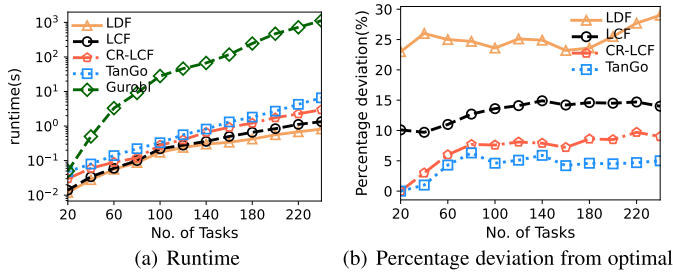 LDF
LCF
CR-LCF
TanGo
Gurobi
10³
10²
10¹
10⁰
10⁻¹
10⁻²
runtime(s)
20 60 100 140 180 220
No. of Tasks
(a) Runtime
LDF
LCF
CR-LCF
TanGo
30
25
20
15
10
5
0
Percentage deviation(%)
20 60 100 140 180 220
No. of Tasks
(b) Percentage deviation from optimal